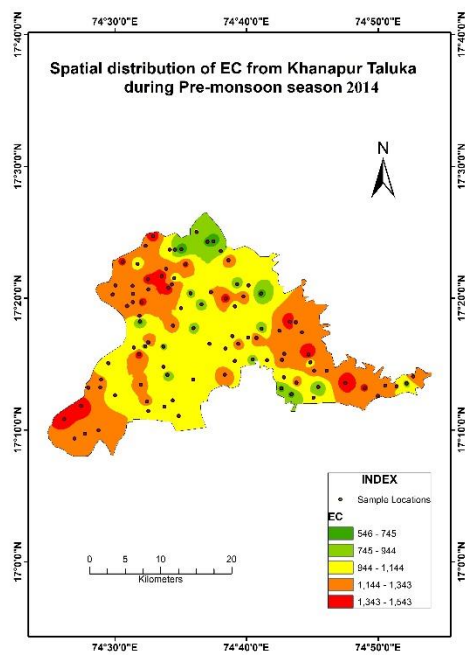 74°30'0"E 74°40'0"E 74°50'0"E
17°40'0"N 17°40'0"N
Spatial distribution of EC from Khanapur Taluka
during Pre-monsoon season 2014
N
17°30'0"N 17°30'0"N
17°20'0"N 17°20'0"N
17°10'0"N 17°10'0"N
INDEX
Sample Locations
EC
546 - 745
745 - 944
944 - 1,144
1,144 - 1,343
1,343 - 1,543
17°0'0"N 17°0'0"N
0 5 10 20
Kilometers
74°30'0"E 74°40'0"E 74°50'0"E